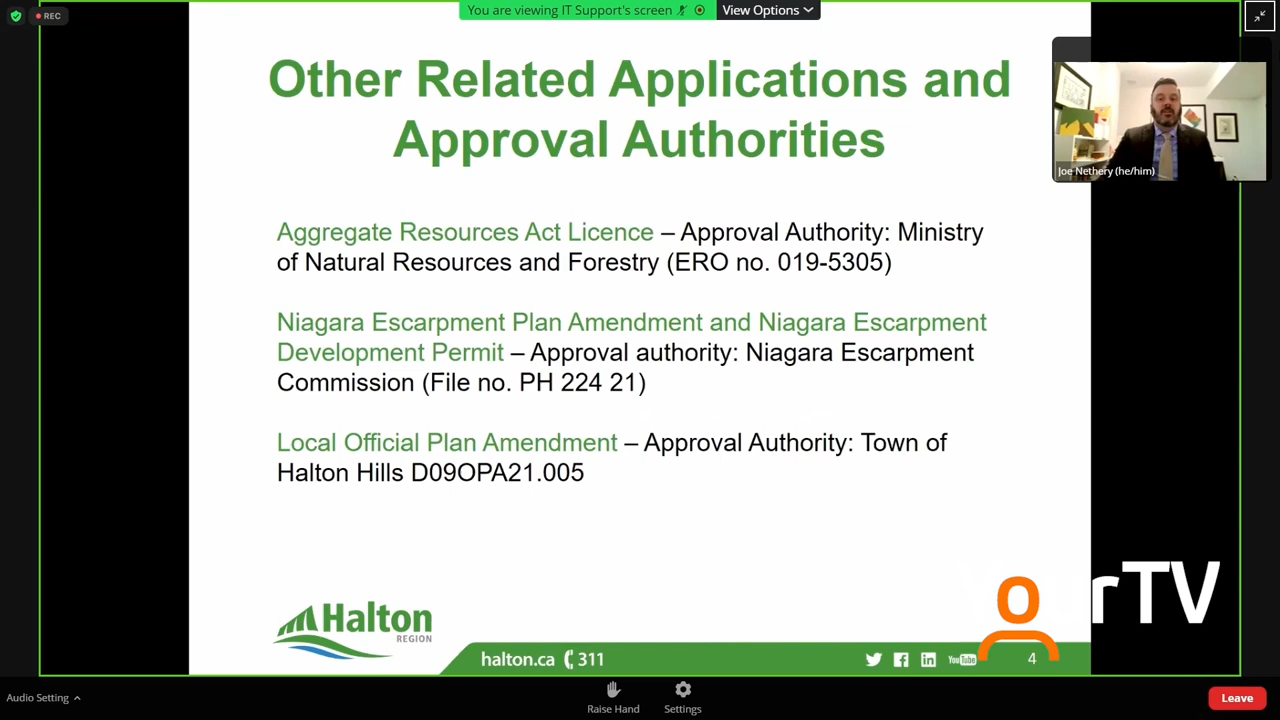 REC
You are viewing IT Support's screen
View Options
Other Related Applications and
Approval Authorities
Joe Nethery (he/him)
Aggregate Resources Act Licence – Approval Authority: Ministry
of Natural Resources and Forestry (ERO no. 019-5305)
Niagara Escarpment Plan Amendment and Niagara Escarpment
Development Permit – Approval authority: Niagara Escarpment
Commission (File no. PH 224 21)
Local Official Plan Amendment – Approval Authority: Town of
Halton Hills D09OPA21.005
YourTV
Halton
REGION
halton.ca 311
You Tube
4
Audio Setting
Raise Hand
Settings
Leave